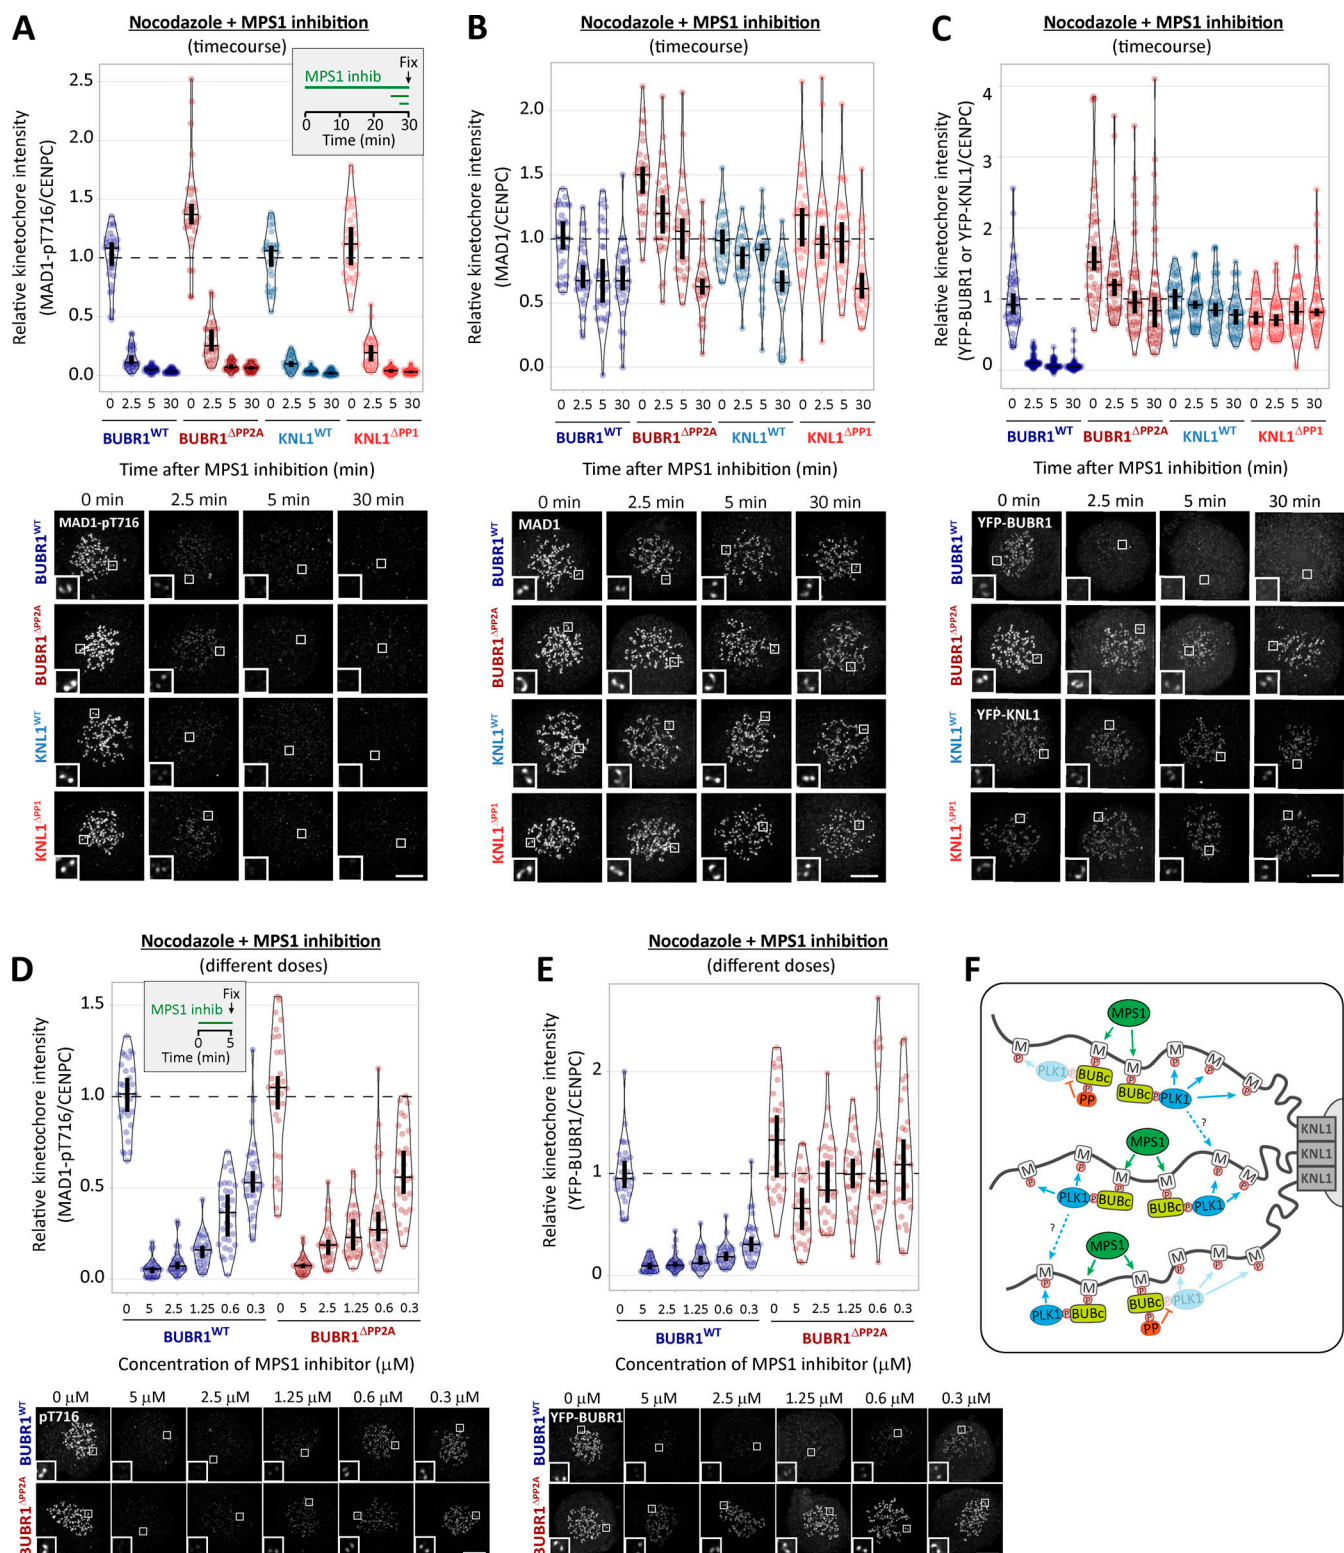 A
Nocodazole + MPS1 inhibition
(timecourse)
Relative kinetochore intensity
(MAD1-pT716/CENPC)
2.5
2.0
1.5
1.0
0.5
0.0
MPS1 inhib
Fix
0 10 20 30
Time (min)
0 2.5 5 30 0 2.5 5 30 0 2.5 5 30 0 2.5 5 30
BUBR1WT BUBR1ΔPP2A KNL1WT KNL1ΔPP1
Time after MPS1 inhibition (min)
0 min 2.5 min 5 min 30 min
BUBR1WT
MAD1-pT716
BUBR1ΔPP2A
KNL1WT
KNL1ΔPP1
B
Nocodazole + MPS1 inhibition
(timecourse)
Relative kinetochore intensity
(MAD1/CENPC)
2.0
1.5
1.0
0.5
0.0
0 2.5 5 30 0 2.5 5 30 0 2.5 5 30 0 2.5 5 30
BUBR1WT BUBR1ΔPP2A KNL1WT KNL1ΔPP1
Time after MPS1 inhibition (min)
0 min 2.5 min 5 min 30 min
BUBR1WT
MAD1
BUBR1ΔPP2A
KNL1WT
KNL1ΔPP1
C
Nocodazole + MPS1 inhibition
(timecourse)
Relative kinetochore intensity
(YFP-BUBR1 or YFP-KNL1/CENPC)
4
3
2
1
0
0 2.5 5 30 0 2.5 5 30 0 2.5 5 30 0 2.5 5 30
BUBR1WT BUBR1ΔPP2A KNL1WT KNL1ΔPP1
Time after MPS1 inhibition (min)
0 min 2.5 min 5 min 30 min
BUBR1WT
YFP-BUBR1
BUBR1ΔPP2A
KNL1WT
YFP-KNL1
KNL1ΔPP1
D
Nocodazole + MPS1 inhibition
(different doses)
Relative kinetochore intensity
(MAD1-pT716/CENPC)
1.5
1.0
0.5
0.0
Fix
MPS1 inhib
0 5
Time (min)
0 5 2.5 1.25 0.6 0.3 0 5 2.5 1.25 0.6 0.3
BUBR1WT BUBR1ΔPP2A
Concentration of MPS1 inhibitor (µM)
0 µM 5 µM 2.5 µM 1.25 µM 0.6 µM 0.3 µM
BUBR1WT
pT716
BUBR1ΔPP2A
E
Nocodazole + MPS1 inhibition
(different doses)
Relative kinetochore intensity
(YFP-BUBR1/CENPC)
2
1
0
0 5 2.5 1.25 0.6 0.3 0 5 2.5 1.25 0.6 0.3
BUBR1WT BUBR1ΔPP2A
Concentration of MPS1 inhibitor (µM)
0 µM 5 µM 2.5 µM 1.25 µM 0.6 µM 0.3 µM
BUBR1WT
YFP-BUBR1
BUBR1ΔPP2A
F
MPS1
M M M M M M
P P P P P P
PLK1 P BUBc BUBc P PLK1
P
PP
?
KNL1
KNL1
KNL1
MPS1
M M M M M M
P P P P P P
PLK1 P BUBc BUBc P PLK1
?
MPS1
M M M M M M
P P P P P P
PLK1 P BUBc BUBc P PLK1
P
PP